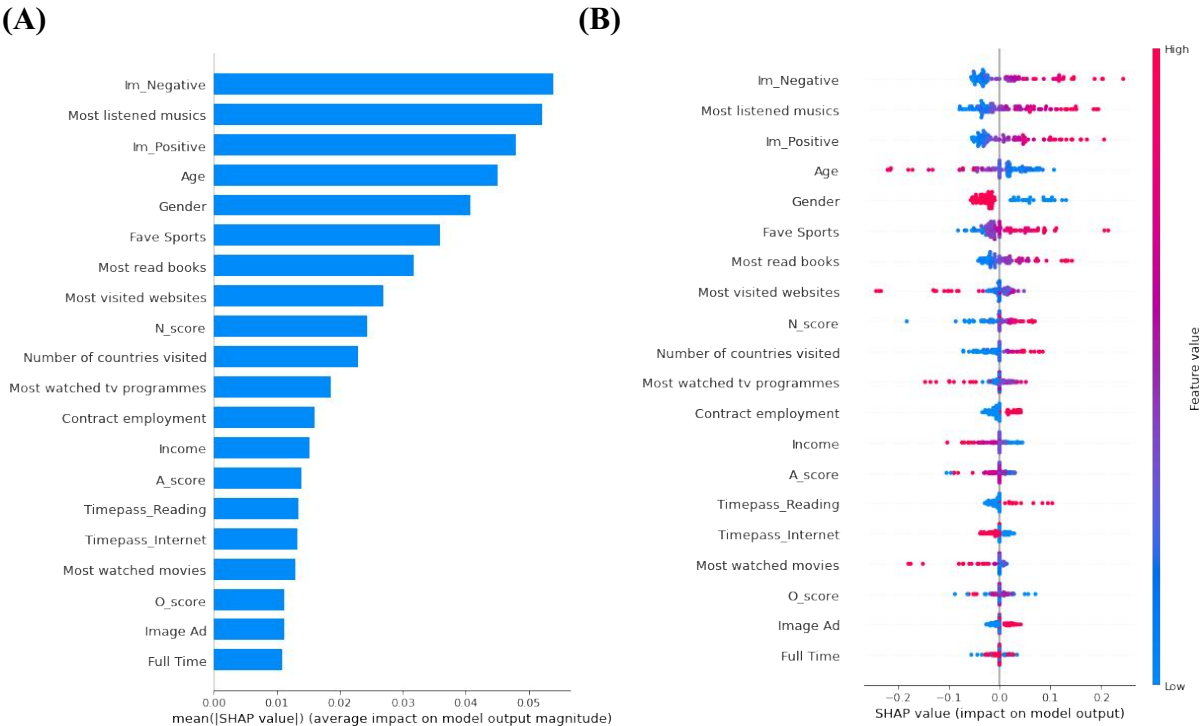 (A)
Im_Negative
Most listened musics
Im_Positive
Age
Gender
Fave Sports
Most read books
Most visited websites
N_score
Number of countries visited
Most watched tv programmes
Contract employment
Income
A_score
Timepass_Reading
Timepass_Internet
Most watched movies
O_score
Image Ad
Full Time
0.00 0.01 0.02 0.03 0.04 0.05
mean(|SHAP value|) (average impact on model output magnitude)
(B)
Im_Negative
Most listened musics
Im_Positive
Age
Gender
Fave Sports
Most read books
Most visited websites
N_score
Number of countries visited
Most watched tv programmes
Contract employment
Income
A_score
Timepass_Reading
Timepass_Internet
Most watched movies
O_score
Image Ad
Full Time
−0.2 −0.1 0.0 0.1 0.2
SHAP value (impact on model output)
High
Feature value
Low